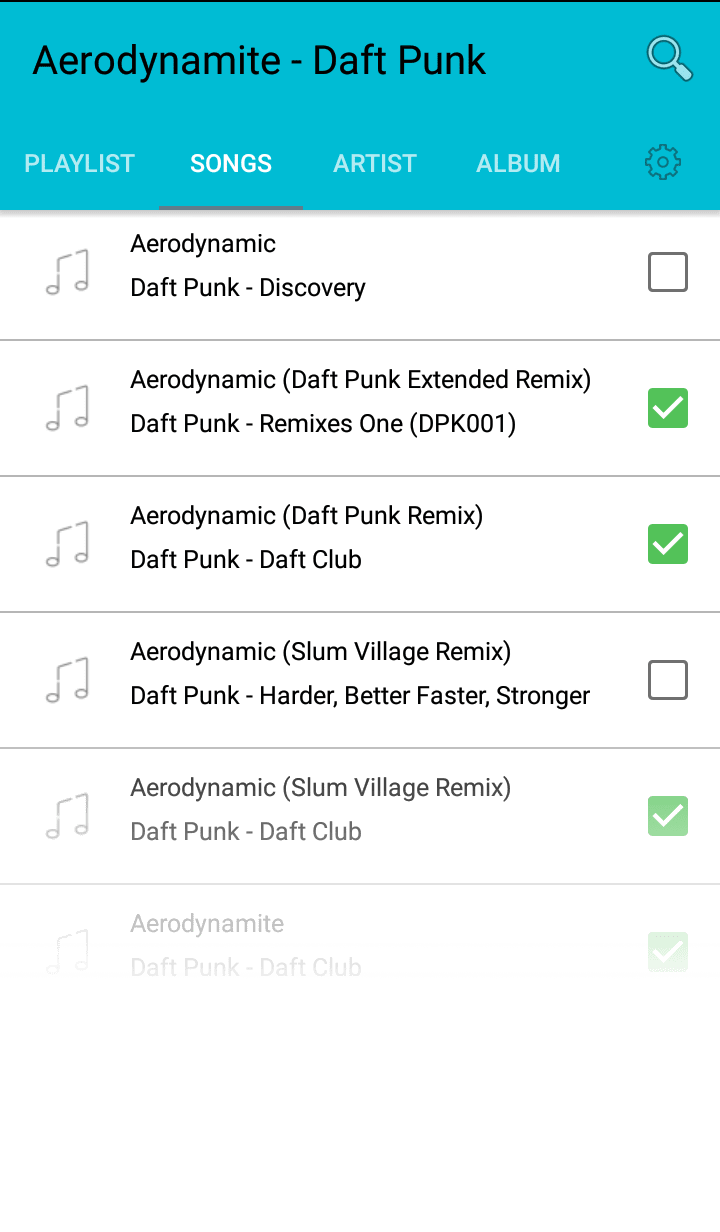 Aerodynamite - Daft Punk
PLAYLIST SONGS ARTIST ALBUM
Aerodynamic
Daft Punk - Discovery
Aerodynamic (Daft Punk Extended Remix)
Daft Punk - Remixes One (DPK001)
Aerodynamic (Daft Punk Remix)
Daft Punk - Daft Club
Aerodynamic (Slum Village Remix)
Daft Punk - Harder, Better Faster, Stronger
Aerodynamic (Slum Village Remix)
Daft Punk - Daft Club
Aerodynamite
Daft Punk - Daft Club